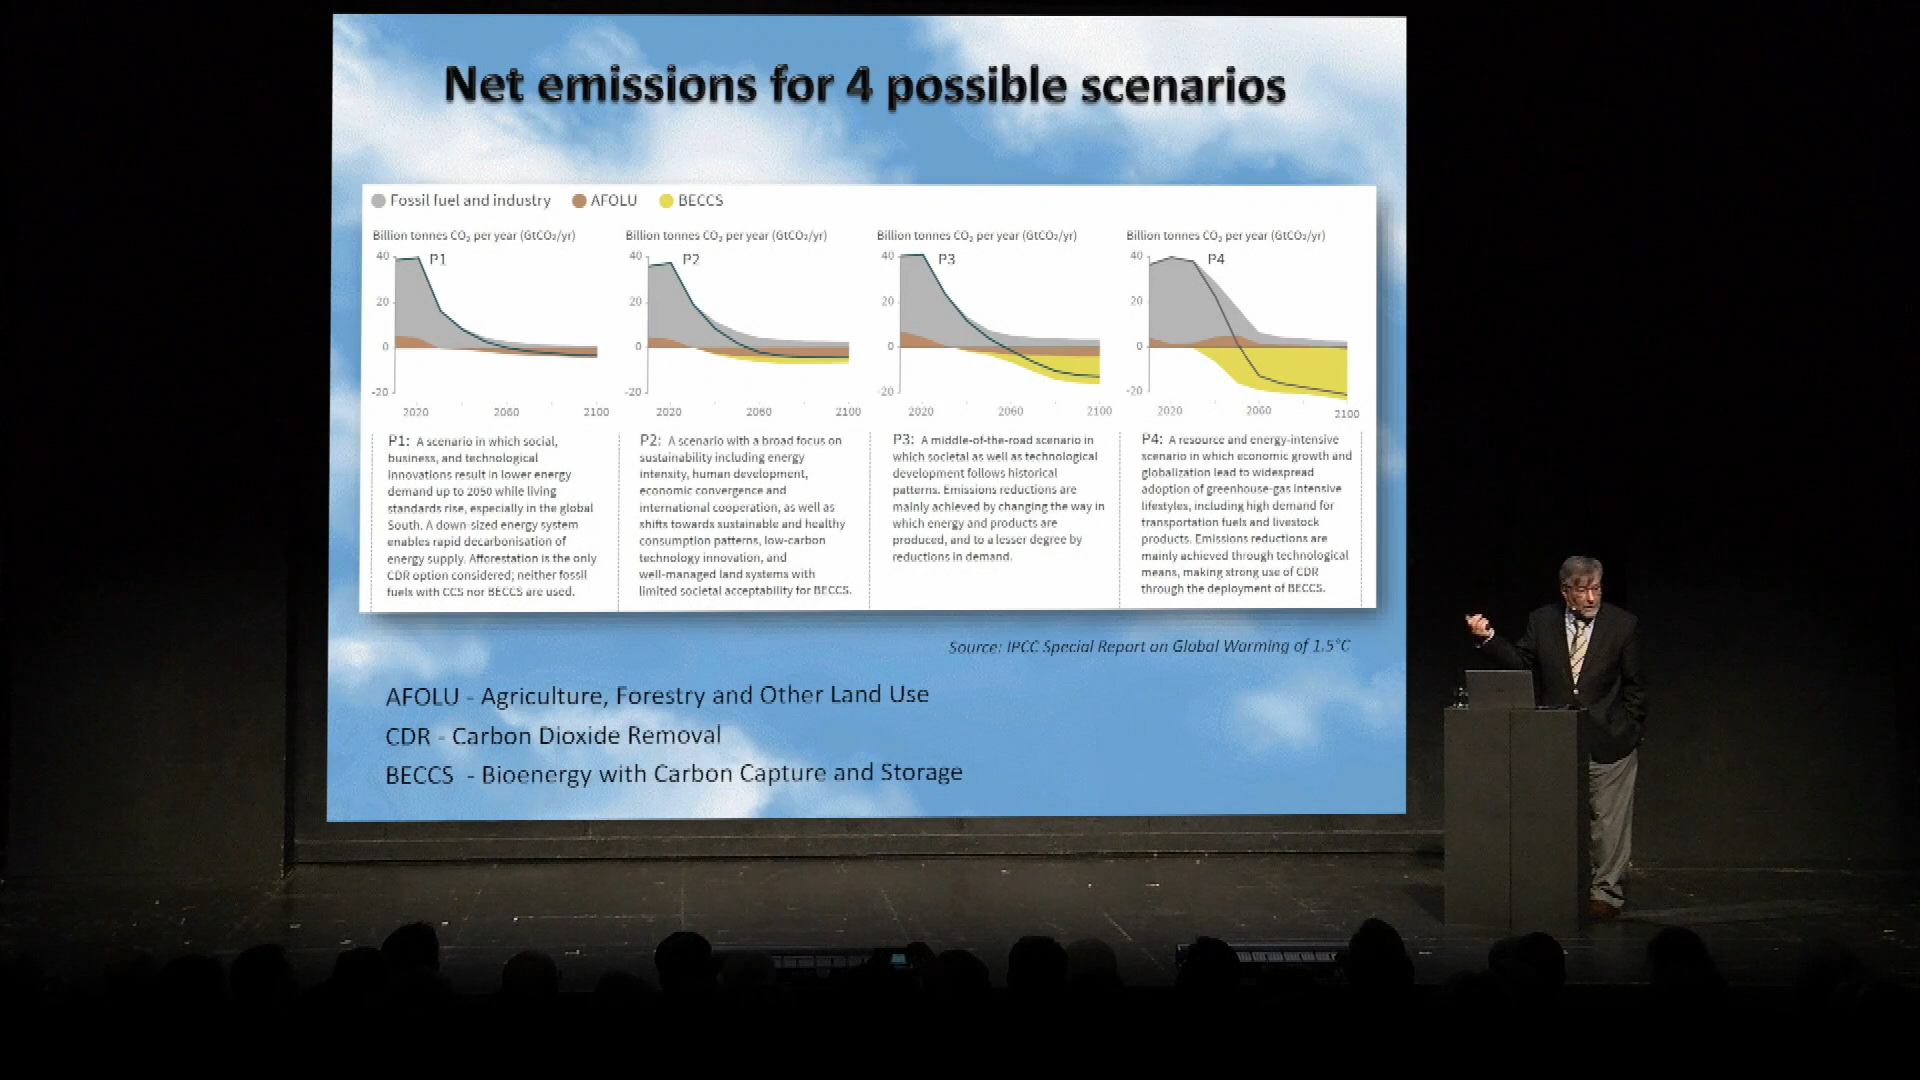 Net emissions for 4 possible scenarios
Fossil fuel and industry AFOLU BECCS
Billion tonnes CO₂ per year (GtCO₂/yr)
40
20
0
-20
P1
2020 2060 2100
P1: A scenario in which social,
business, and technological
innovations result in lower energy
demand up to 2050 while living
standards rise, especially in the global
South. A down-sized energy system
enables rapid decarbonisation of
energy supply. Afforestation is the only
CDR option considered; neither fossil
fuels with CCS nor BECCS are used.
Billion tonnes CO₂ per year (GtCO₂/yr)
40
20
0
-20
P2
2020 2060 2100
P2: A scenario with a broad focus on
sustainability including energy
intensity, human development,
economic convergence and
international cooperation, as well as
shifts towards sustainable and healthy
consumption patterns, low-carbon
technology innovation, and
well-managed land systems with
limited societal acceptability for BECCS.
Billion tonnes CO₂ per year (GtCO₂/yr)
40
20
0
-20
P3
2020 2060 2100
P3: A middle-of-the-road scenario in
which societal as well as technological
development follows historical
patterns. Emissions reductions are
mainly achieved by changing the way in
which energy and products are
produced, and to a lesser degree by
reductions in demand.
Billion tonnes CO₂ per year (GtCO₂/yr)
40
20
0
-20
P4
2020 2060 2100
P4: A resource and energy-intensive
scenario in which economic growth and
globalization lead to widespread
adoption of greenhouse-gas intensive
lifestyles, including high demand for
transportation fuels and livestock
products. Emissions reductions are
mainly achieved through technological
means, making strong use of CDR
through the deployment of BECCS.
Source: IPCC Special Report on Global Warming of 1.5°C
AFOLU - Agriculture, Forestry and Other Land Use
CDR - Carbon Dioxide Removal
BECCS - Bioenergy with Carbon Capture and Storage